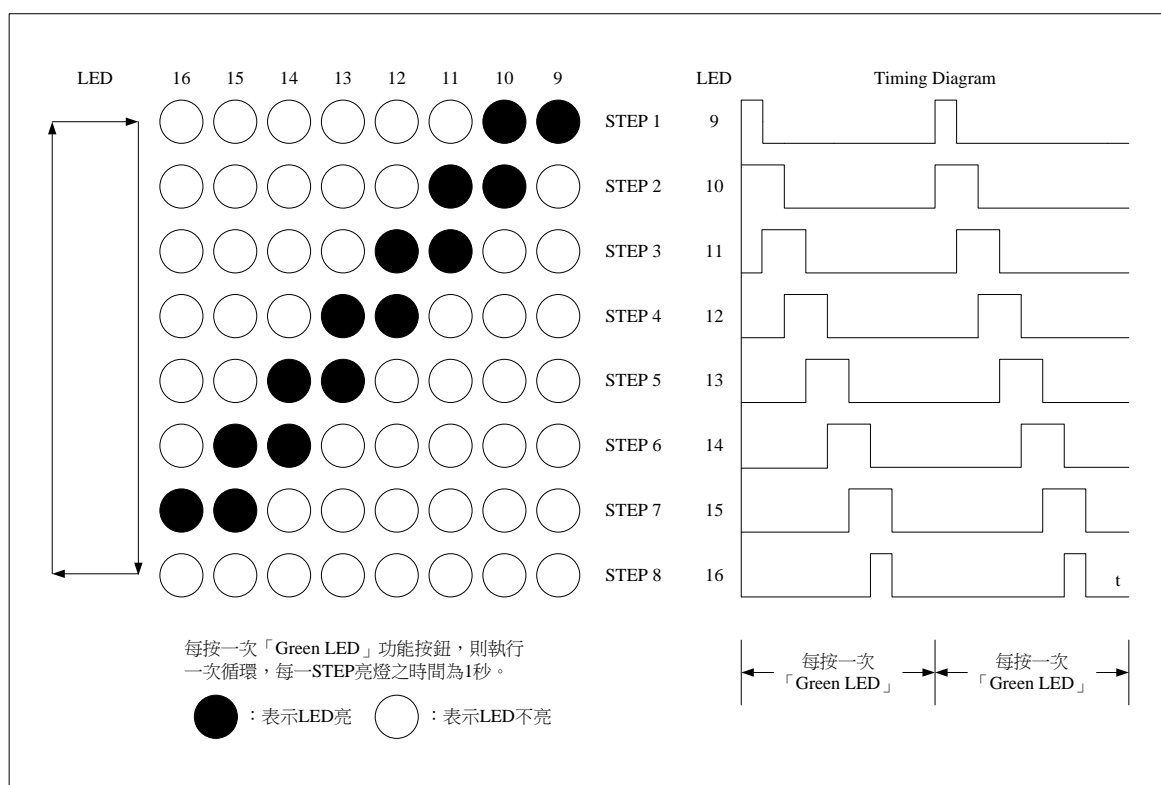 LED 16 15 14 13 12 11 10 9 LED Timing Diagram
STEP 1 9
STEP 2 10
STEP 3 11
STEP 4 12
STEP 5 13
STEP 6 14
STEP 7 15
STEP 8 16 t
每按一次「Green LED」功能按鈕，則執行
一次循環，每一STEP亮燈之時間為1秒。
：表示LED亮 ：表示LED不亮
每按一次
「Green LED」
每按一次
「Green LED」